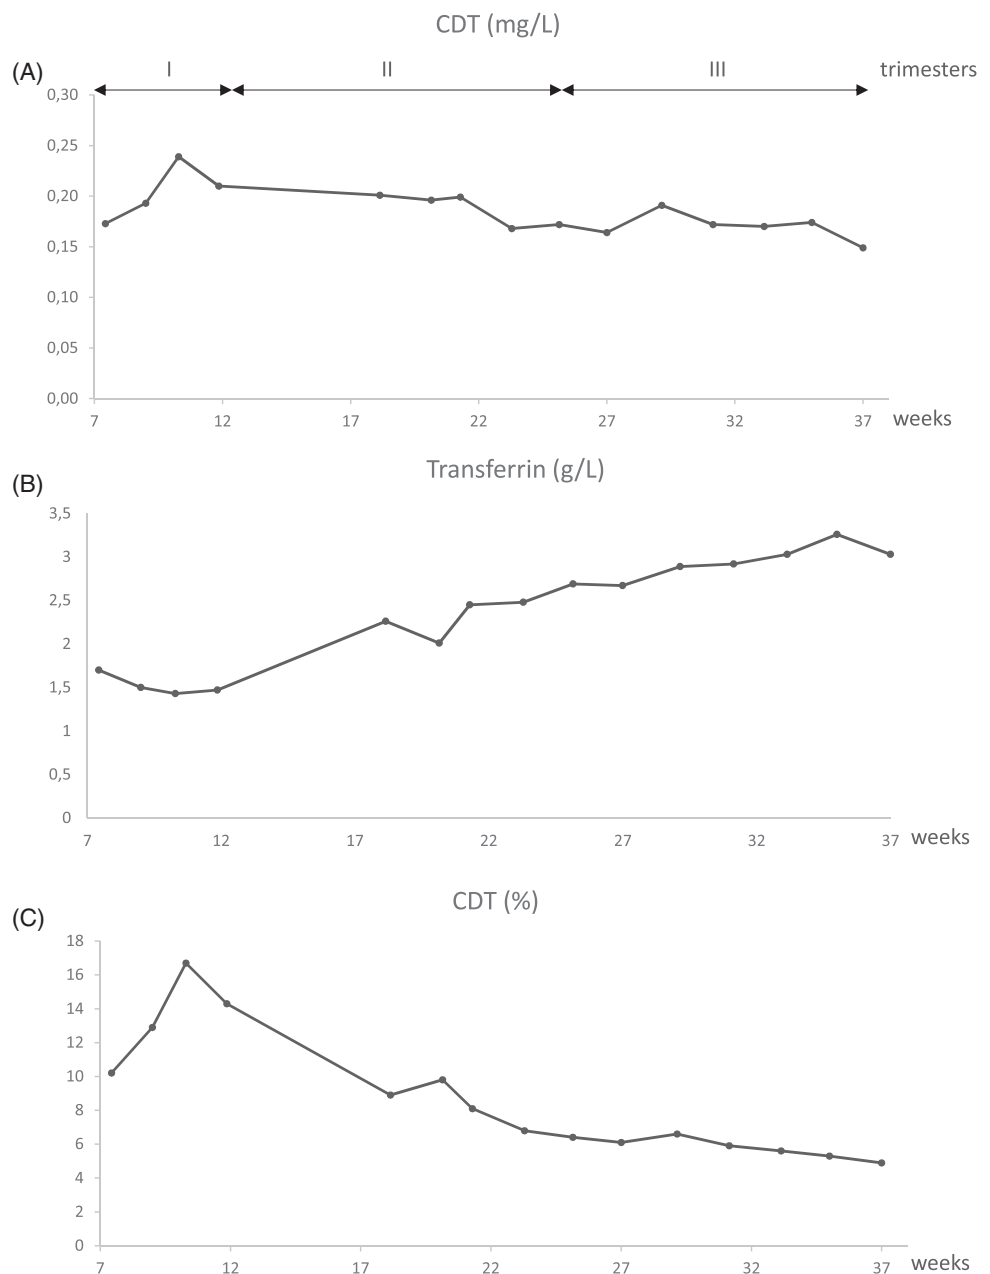 CDT (mg/L)
(A) I II III trimesters
0,30
0,25
0,20
0,15
0,10
0,05
0,00
7 12 17 22 27 32 37 weeks
Transferrin (g/L)
(B)
3,5
3
2,5
2
1,5
1
0,5
0
7 12 17 22 27 32 37 weeks
CDT (%)
(C)
18
16
14
12
10
8
6
4
2
0
7 12 17 22 27 32 37 weeks